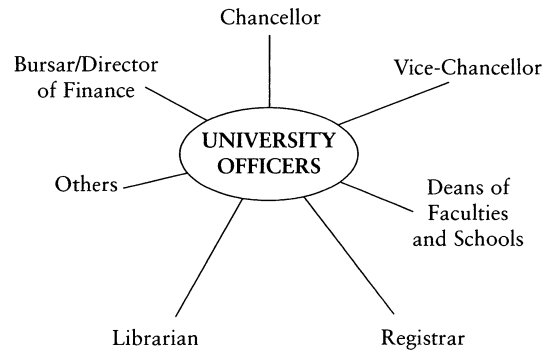 Chancellor
Bursar/Director
of Finance
Vice-Chancellor
UNIVERSITY
OFFICERS
Others
Deans of
Faculties
and Schools
Librarian
Registrar